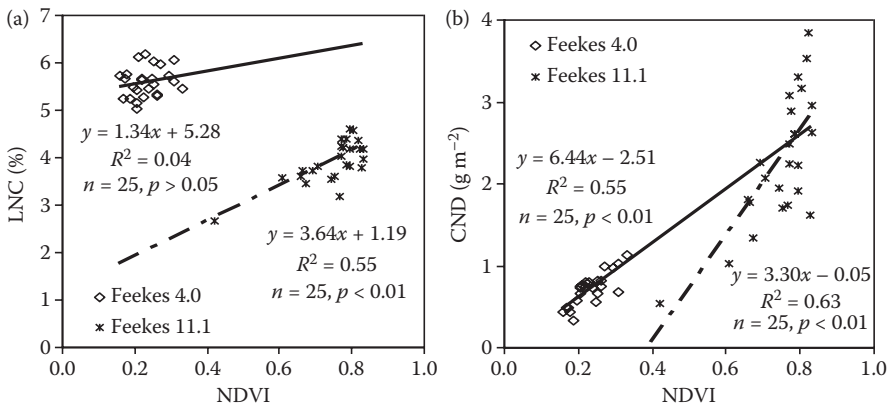 (a)
7
6
5
4
3
2
1
0
LNC (%)
y = 1.34x + 5.28
R² = 0.04
n = 25, p > 0.05
y = 3.64x + 1.19
R² = 0.55
n = 25, p < 0.01
Feekes 4.0
Feekes 11.1
0.0 0.2 0.4 0.6 0.8 1.0
NDVI
(b)
4
3
2
1
0
CND (g m⁻²)
Feekes 4.0
Feekes 11.1
y = 6.44x – 2.51
R² = 0.55
n = 25, p < 0.01
y = 3.30x – 0.05
R² = 0.63
n = 25, p < 0.01
0.0 0.2 0.4 0.6 0.8 1.0
NDVI